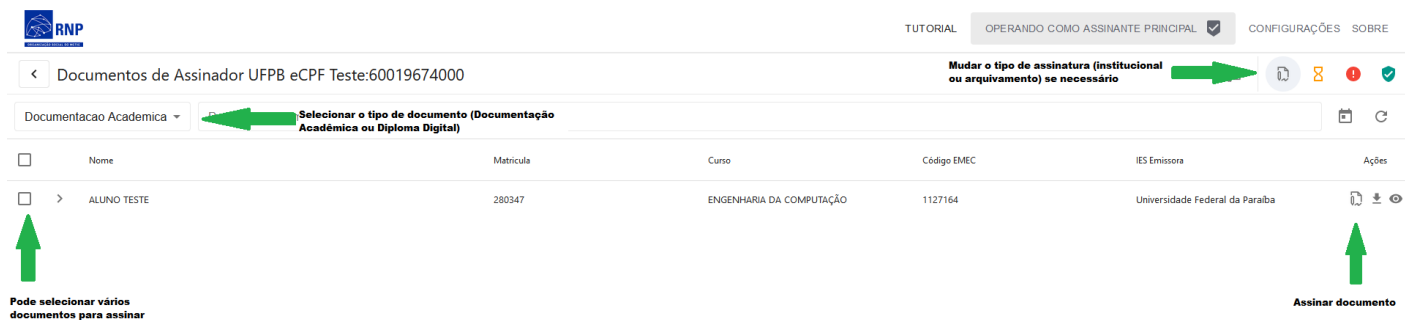 RNP
TUTORIAL
OPERANDO COMO ASSINANTE PRINCIPAL
CONFIGURAÇÕES
SOBRE
Documentos de Assinador UFPB eCPF Teste:60019674000
Mudar o tipo de assinatura (institucional
ou arquivamento) se necessário
Documentacao Academica
Selecionar o tipo de documento (Documentação
Acadêmica ou Diploma Digital)
Nome
Matrícula
Curso
Código EMEC
IES Emissora
Ações
ALUNO TESTE
280347
ENGENHARIA DA COMPUTAÇÃO
1127164
Universidade Federal da Paraíba
Pode selecionar vários
documentos para assinar
Assinar documento